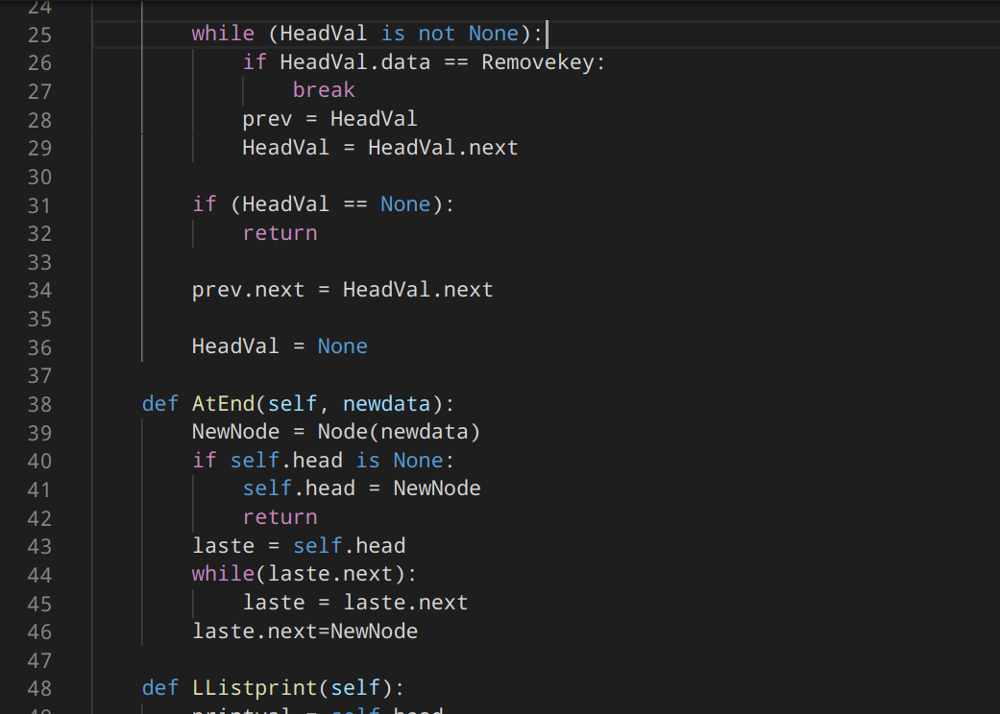 24
25 while (HeadVal is not None):
26 if HeadVal.data == Removekey:
27 break
28 prev = HeadVal
29 HeadVal = HeadVal.next
30
31 if (HeadVal == None):
32 return
33
34 prev.next = HeadVal.next
35
36 HeadVal = None
37
38 def AtEnd(self, newdata):
39 NewNode = Node(newdata)
40 if self.head is None:
41 self.head = NewNode
42 return
43 laste = self.head
44 while(laste.next):
45 laste = laste.next
46 laste.next=NewNode
47
48 def LListprint(self):
49 printval = self.head